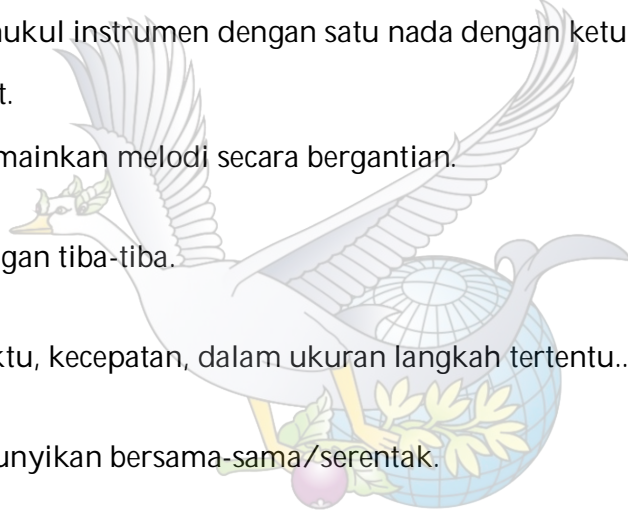 ukul instrumen dengan satu nada dengan ketu
t.
mainkan melodi secara bergantian.
gan tiba-tiba.
ktu, kecepatan, dalam ukuran langkah tertentu..
unyikan bersama-sama/serentak.